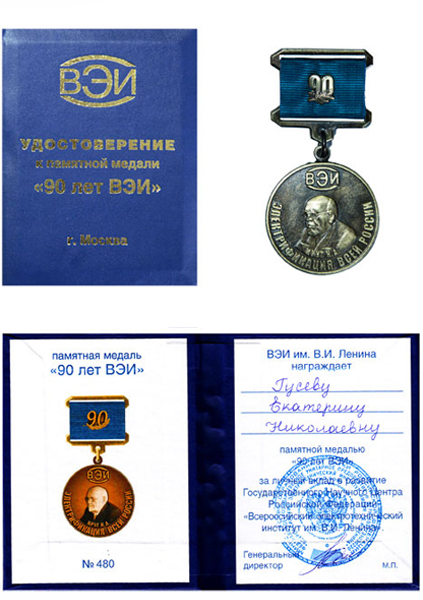 ВЭИ
УДОСТОВЕРЕНИЕ
к памятной медали
«90 лет ВЭИ»
г. Москва
90
ВЭИ
ЭЛЕКТРИФИКАЦИЯ ВСЕЙ РОССИИ
памятная медаль
«90 лет ВЭИ»
90
ВЭИ
ЭЛЕКТРИФИКАЦИЯ ВСЕЙ РОССИИ
№ 480
ВЭИ им. В.И. Ленина
награждает
Гусеву
Екатерину
Николаевну
памятной медалью
«90 лет ВЭИ»
за личный вклад в развитие
Государственного Научного Центра
Российской Федерации
«Всероссийский электротехнический
институт им. В.И. Ленина».
Генеральный
директор
м.п.